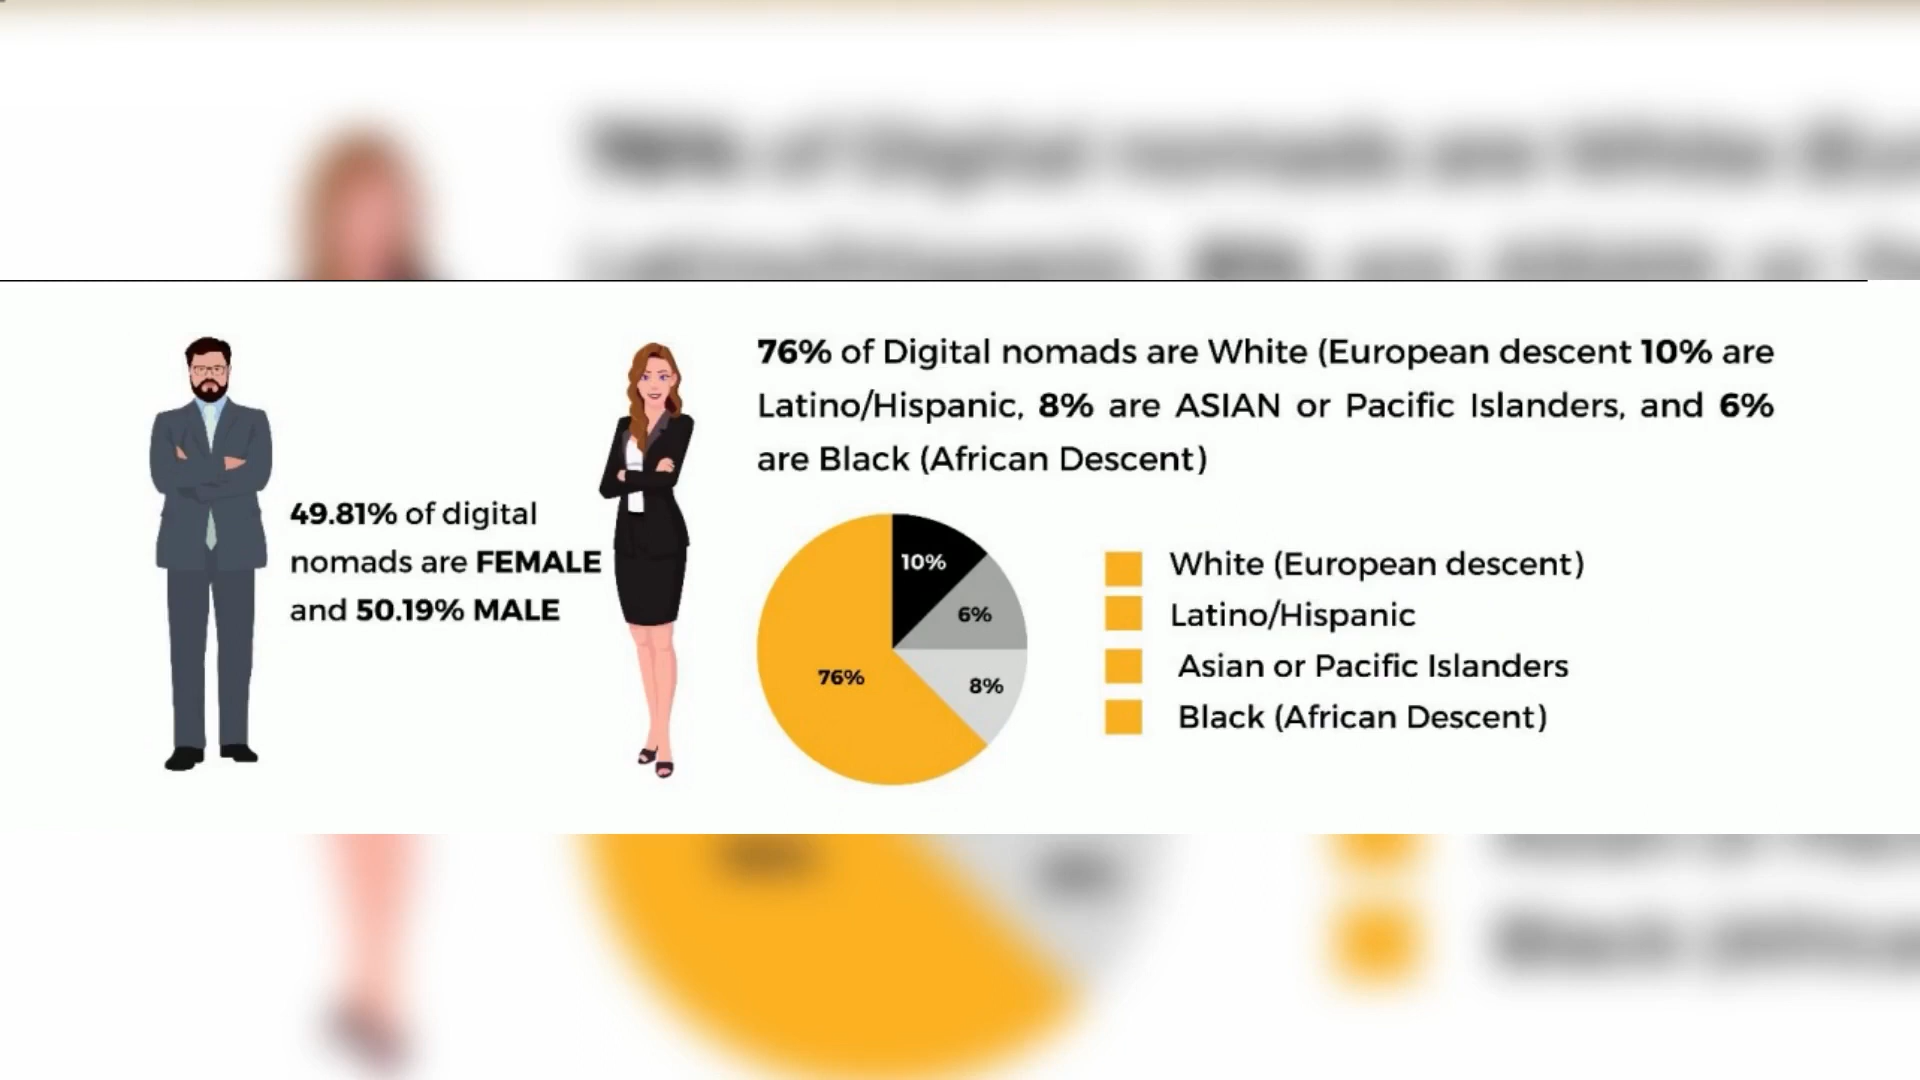 49.81% of digital
nomads are FEMALE
and 50.19% MALE
76% of Digital nomads are White (European descent 10% are
Latino/Hispanic, 8% are ASIAN or Pacific Islanders, and 6%
are Black (African Descent)
10%
6%
76%
8%
White (European descent)
Latino/Hispanic
Asian or Pacific Islanders
Black (African Descent)